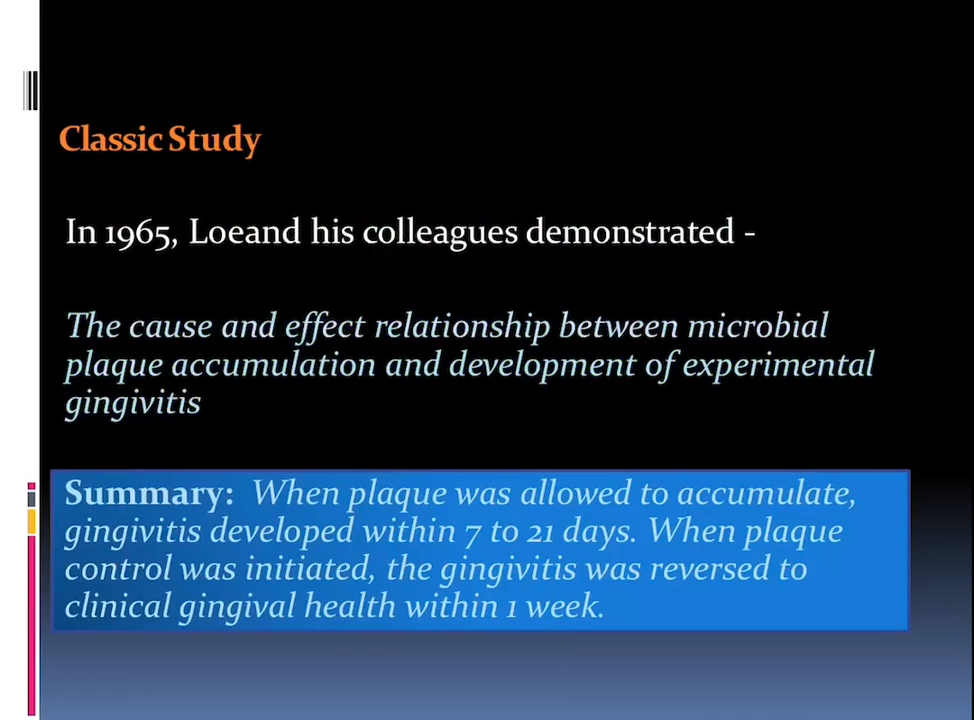 Classic Study
In 1965, Loeand his colleagues demonstrated -
The cause and effect relationship between microbial
plaque accumulation and development of experimental
gingivitis
Summary: When plaque was allowed to accumulate,
gingivitis developed within 7 to 21 days. When plaque
control was initiated, the gingivitis was reversed to
clinical gingival health within 1 week.